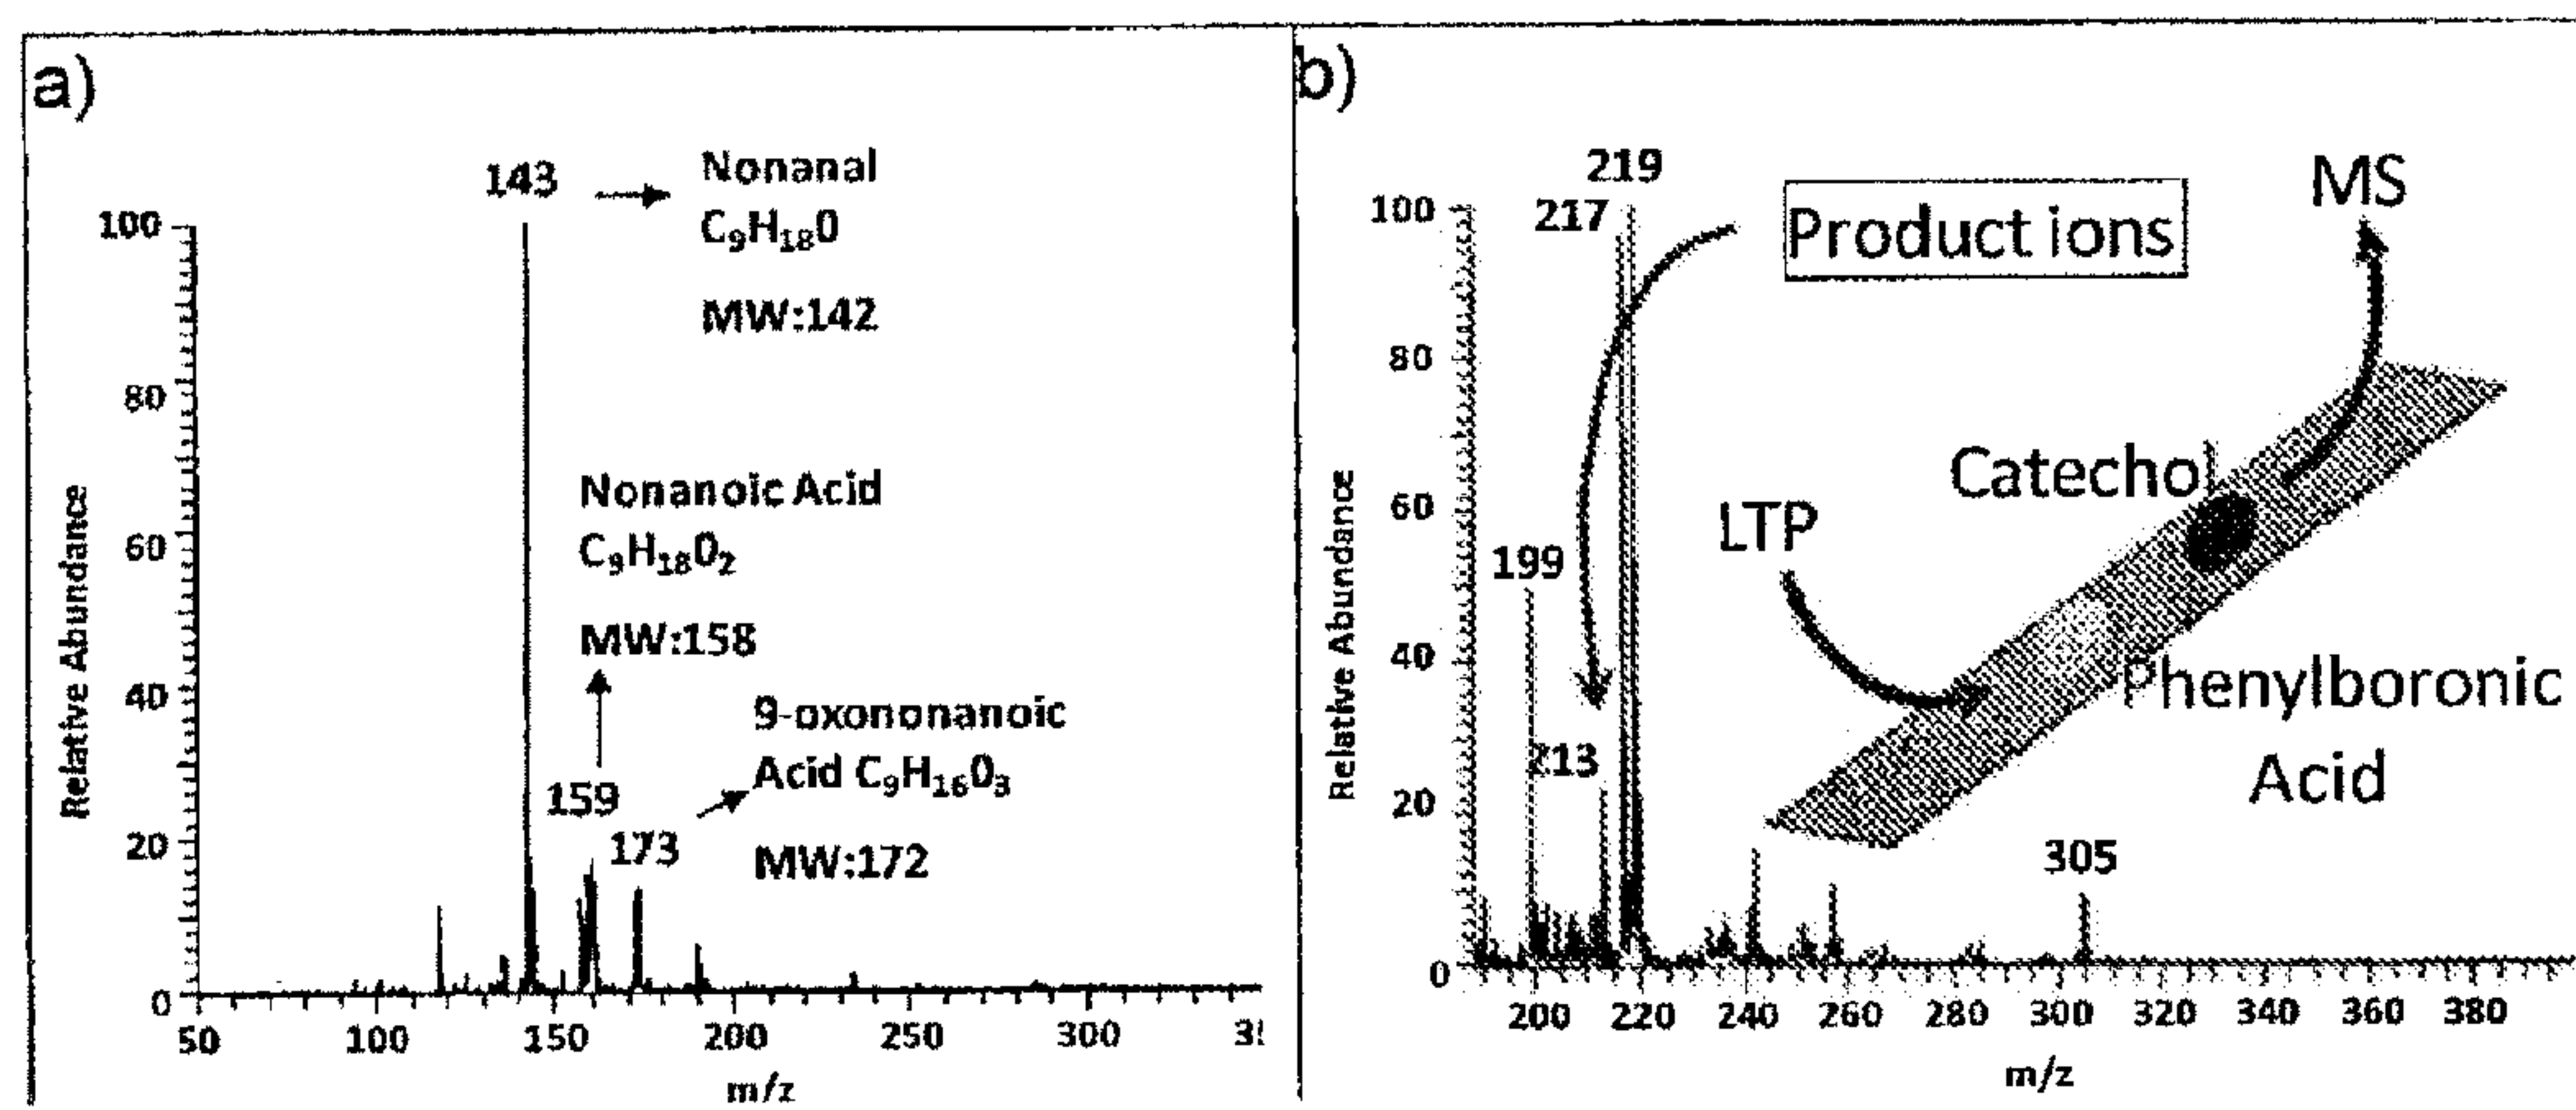 a)
143
Nonanal
C₉H₁₈0
MW:142
Nonanoic Acid
C₉H₁₈0₂
MW:158
159
173
9-oxononanoic
Acid C₉H₁₆0₃
MW:172
Relative Abundance
100
80
60
40
20
0
50 100 150 200 250 300
m/z
b)
219
217
Product ions
MS
199
LTP
Catechol
213
Phenylboronic
Acid
305
Relative Abundance
100
80
60
40
20
0
200 220 240 260 280 300 320 340 360 380
m/z